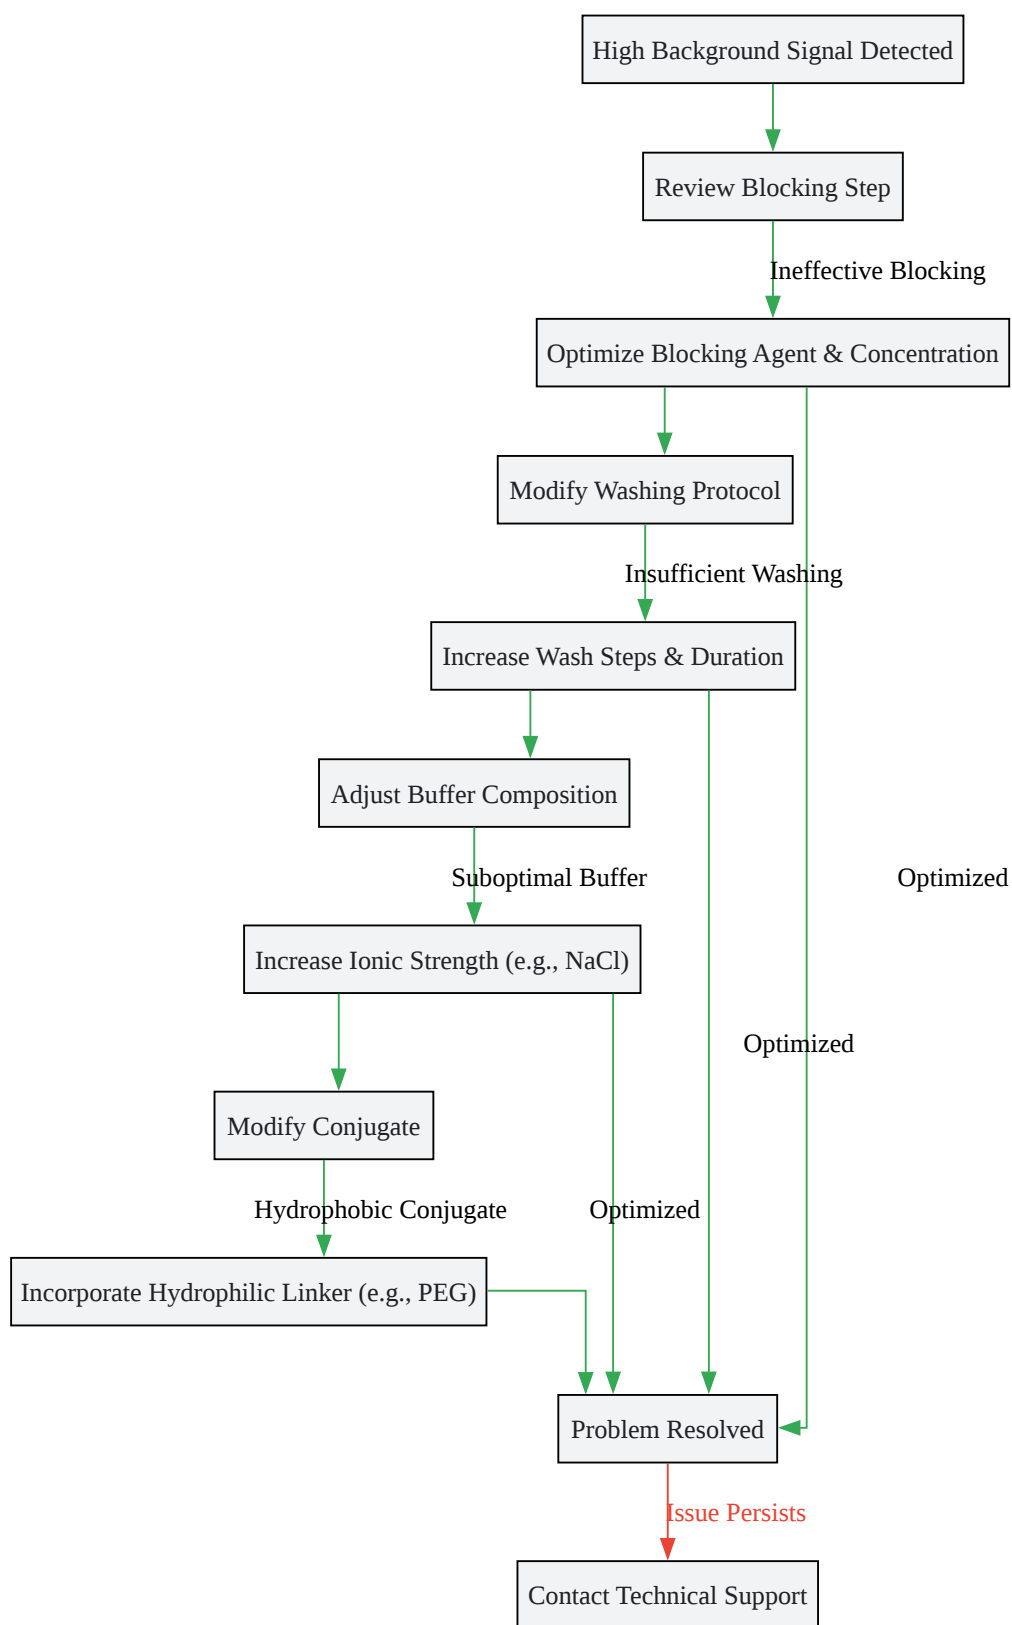 High Background Signal Detected
Review Blocking Step
Ineffective Blocking
Optimize Blocking Agent & Concentration
Modify Washing Protocol
Insufficient Washing
Increase Wash Steps & Duration
Adjust Buffer Composition
Suboptimal Buffer
Optimized
Increase Ionic Strength (e.g., NaCl)
Optimized
Modify Conjugate
Hydrophobic Conjugate
Optimized
Incorporate Hydrophilic Linker (e.g., PEG)
Problem Resolved
Issue Persists
Contact Technical Support